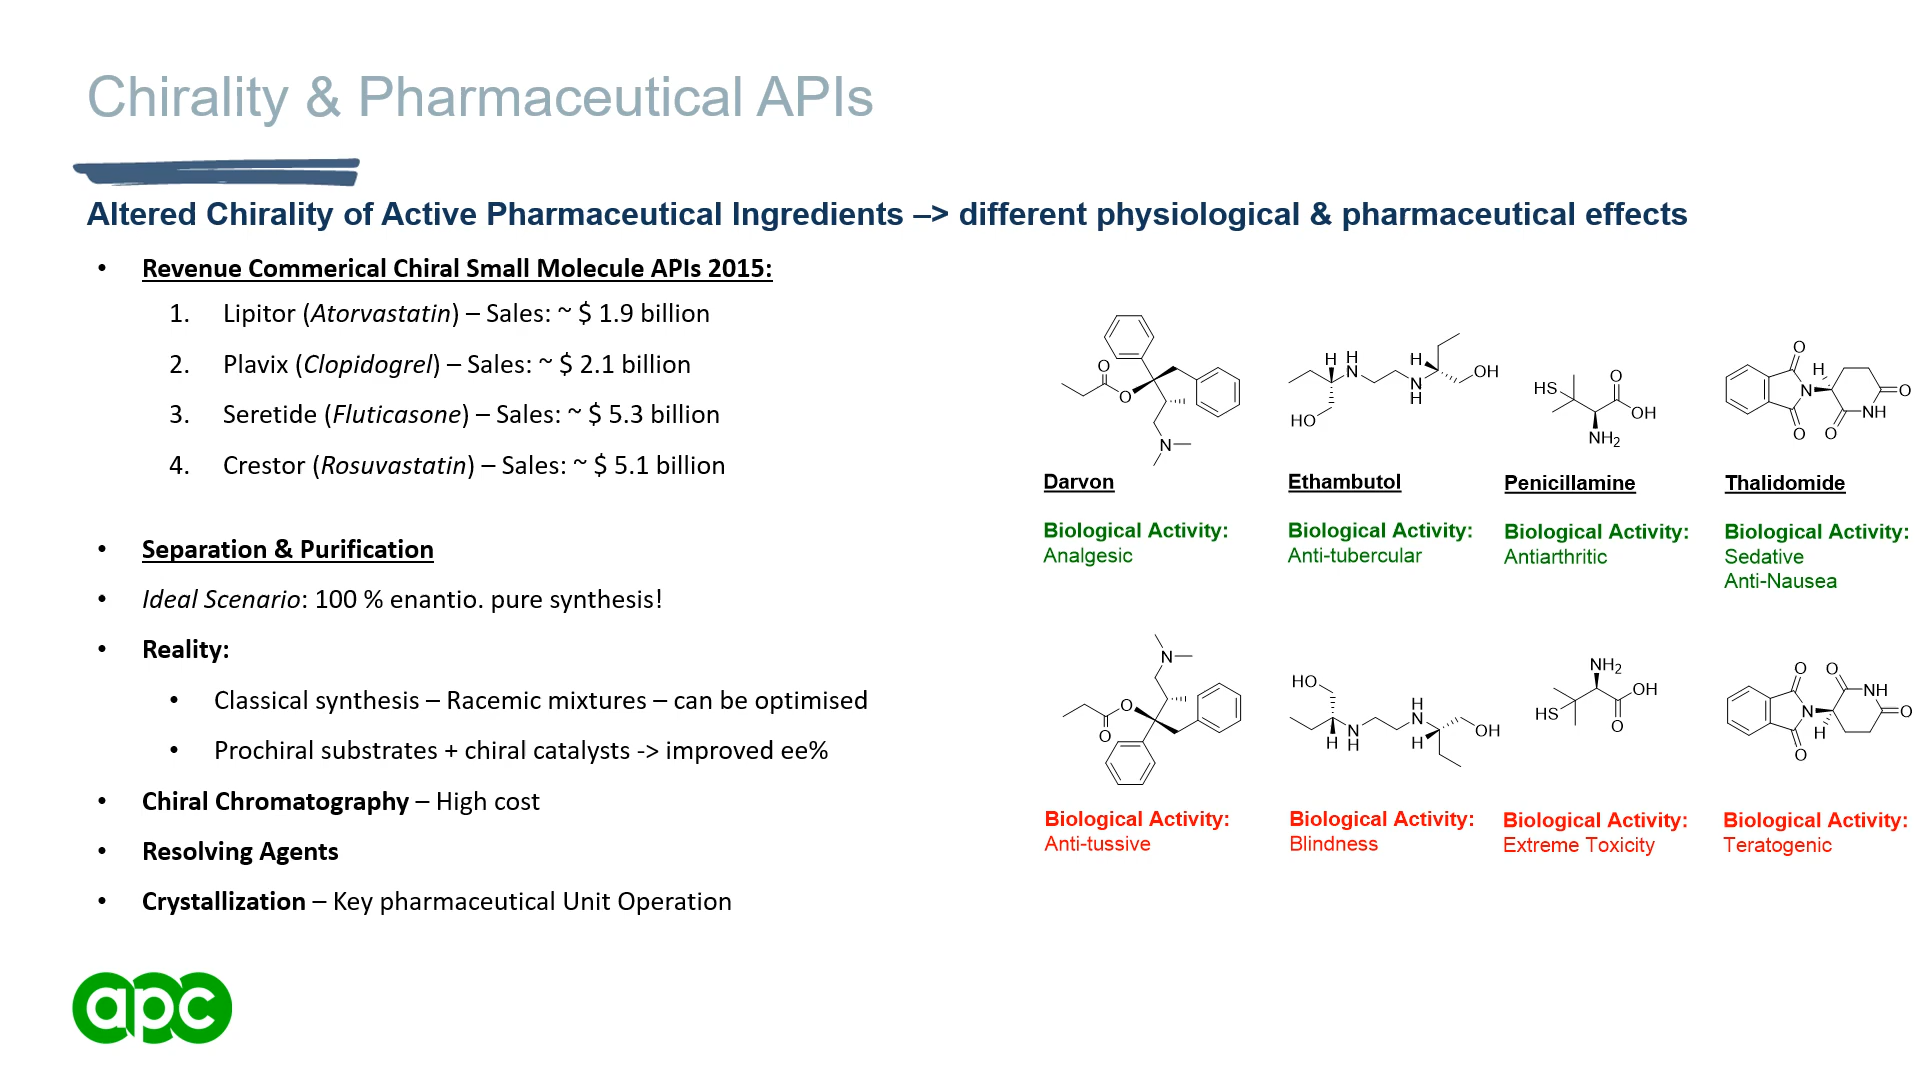 Chirality & Pharmaceutical APIs
Altered Chirality of Active Pharmaceutical Ingredients –> different physiological & pharmaceutical effects
• Revenue Commerical Chiral Small Molecule APIs 2015:
1. Lipitor (Atorvastatin) – Sales: ~ $ 1.9 billion
2. Plavix (Clopidogrel) – Sales: ~ $ 2.1 billion
3. Seretide (Fluticasone) – Sales: ~ $ 5.3 billion
4. Crestor (Rosuvastatin) – Sales: ~ $ 5.1 billion
• Separation & Purification
• Ideal Scenario: 100 % enantio. pure synthesis!
• Reality:
• Classical synthesis – Racemic mixtures – can be optimised
• Prochiral substrates + chiral catalysts -> improved ee%
• Chiral Chromatography – High cost
• Resolving Agents
• Crystallization – Key pharmaceutical Unit Operation
O
O
N
H
H
N
N
H
H
OH
HO
HS
O
OH
NH2
O
H
N
O
O
O
NH
Darvon
Biological Activity:
Analgesic
Ethambutol
Biological Activity:
Anti-tubercular
Penicillamine
Biological Activity:
Antiarthritic
Thalidomide
Biological Activity:
Sedative
Anti-Nausea
N
O
O
HO
H
N
H
H
N
H
OH
NH2
OH
HS
O
O
O
NH
N
O
H
O
Biological Activity:
Anti-tussive
Biological Activity:
Blindness
Biological Activity:
Extreme Toxicity
Biological Activity:
Teratogenic
apc